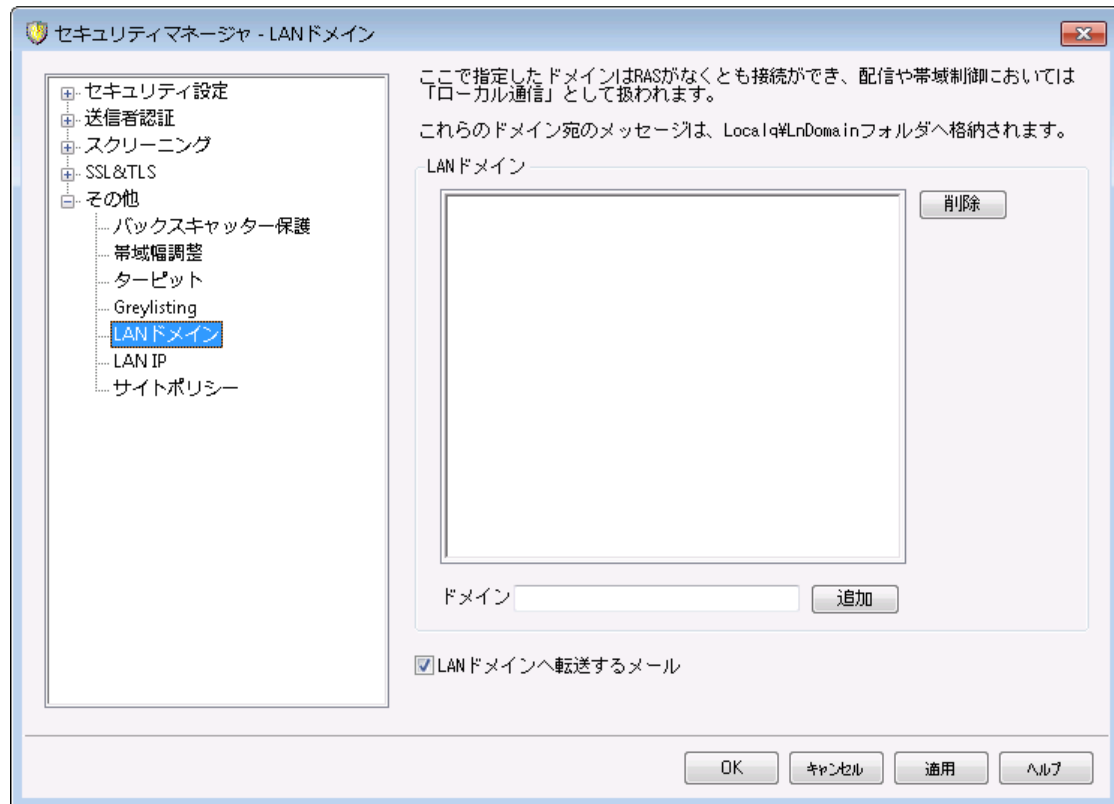 セキュリティマネージャ - LANドメイン
セキュリティ設定
送信者認証
スクリーニング
SSL&TLS
その他
バックスキャッター保護
帯域幅調整
ターピット
Greylisting
LANドメイン
LAN IP
サイトポリシー
ここで指定したドメインはRASがなくとも接続ができ、配信や帯域制御においては
「ローカル通信」として扱われます。
これらのドメイン宛のメッセージは、Localq¥LnDomainフォルダへ格納されます。
LANドメイン
削除
ドメイン
追加
LANドメインへ転送するメール
OK
キャンセル
適用
ヘルプ